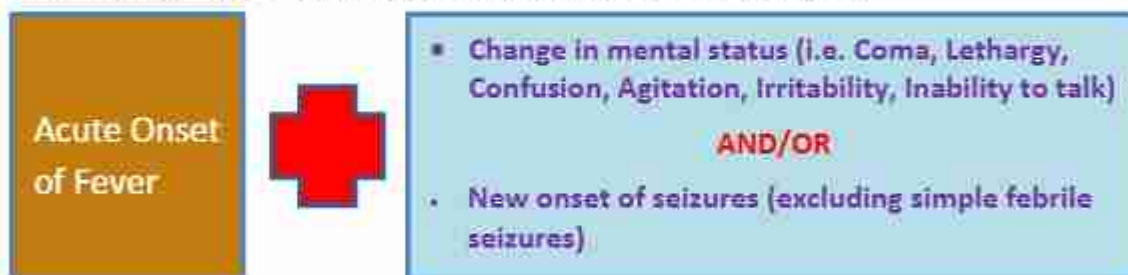 Acute Onset
of Fever
▪ Change in mental status (i.e. Coma, Lethargy,
Confusion, Agitation, Irritability, Inability to talk)
AND/OR
. New onset of seizures (excluding simple febrile
seizures)